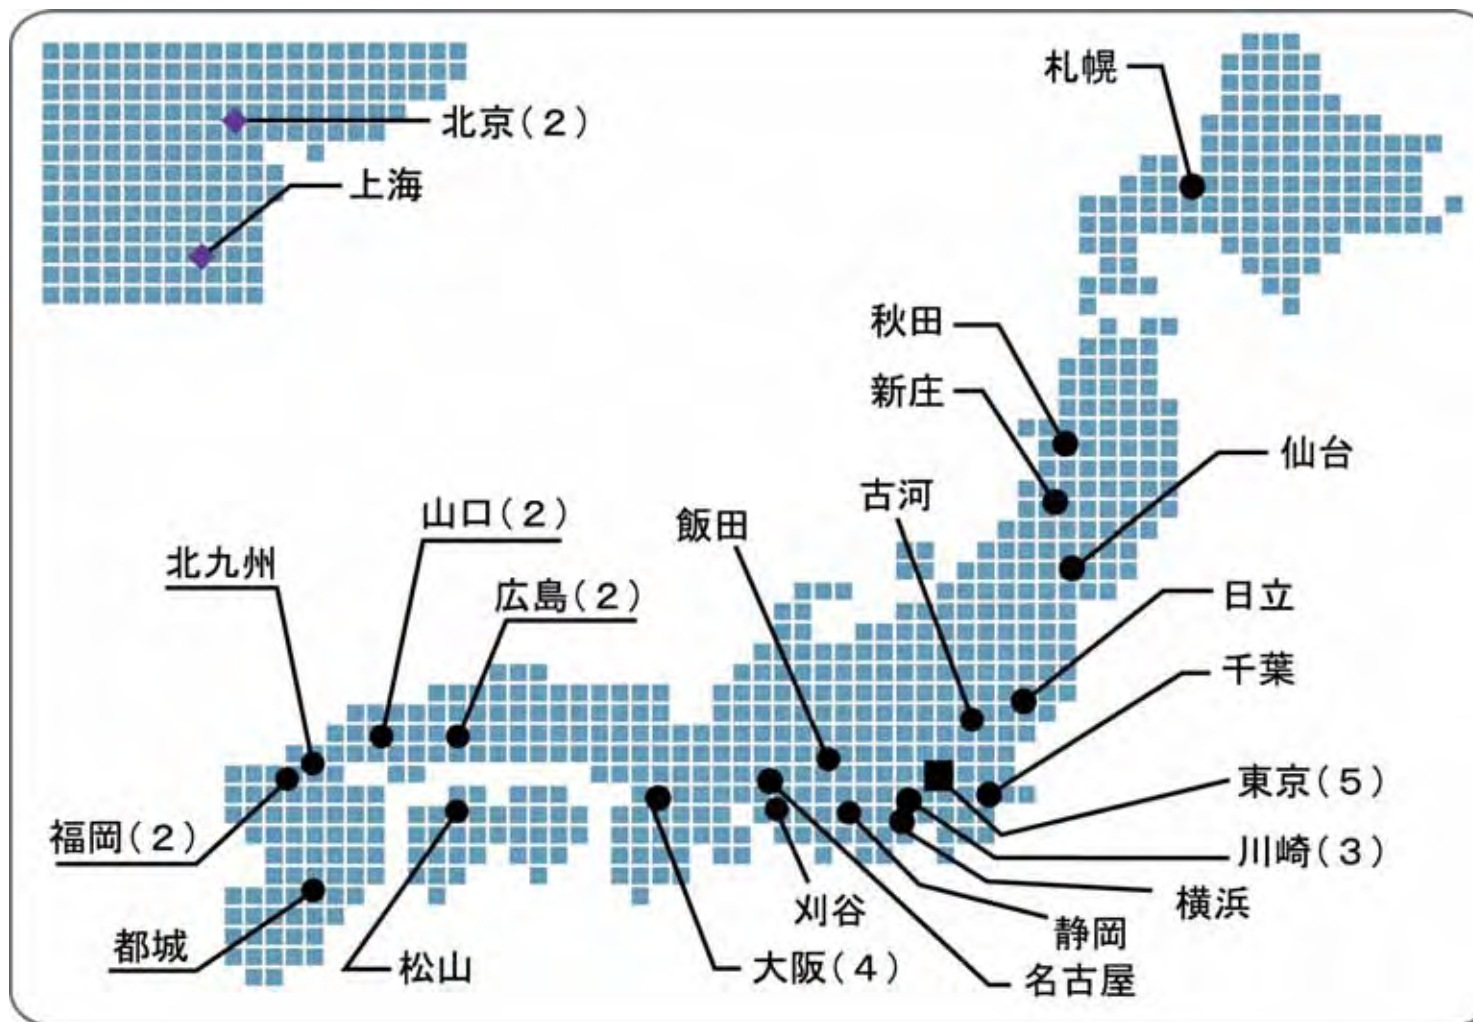 札幌
北京(２)
上海
秋田
新庄
仙台
古河
山口(２)
飯田
北九州
広島(２)
日立
千葉
東京(５)
福岡(２)
川崎(３)
横浜
刈谷
静岡
都城
松山
大阪(４)
名古屋